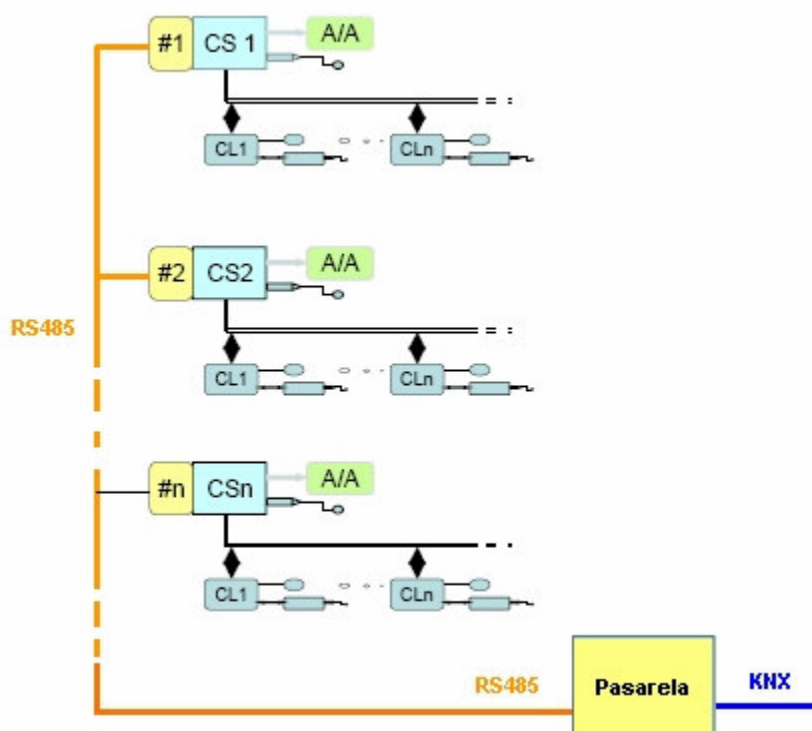 #1 CS 1 A/A
CL1 CLn
#2 CS2 A/A
RS485
CL1 CLn
#n CSn A/A
CL1 CLn
RS485 Pasarela KNX